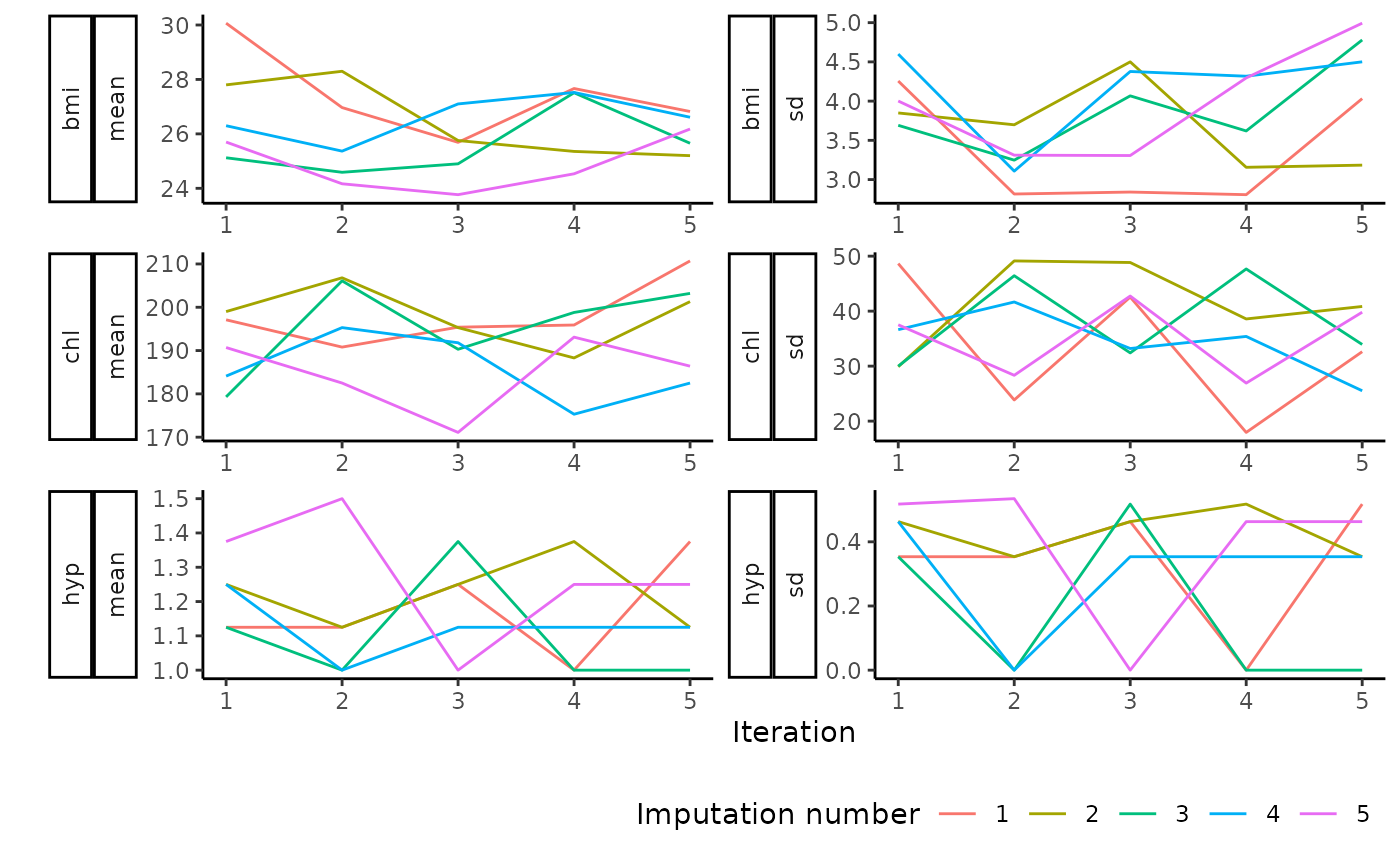 bmi mean
30
28
26
24
1 2 3 4 5
bmi sd
5.0
4.5
4.0
3.5
3.0
1 2 3 4 5
chl mean
210
200
190
180
170
1 2 3 4 5
chl sd
50
40
30
20
1 2 3 4 5
hyp mean
1.5
1.4
1.3
1.2
1.1
1.0
1 2 3 4 5
hyp sd
0.4
0.2
0.0
1 2 3 4 5
Iteration
Imputation number 1 2 3 4 5